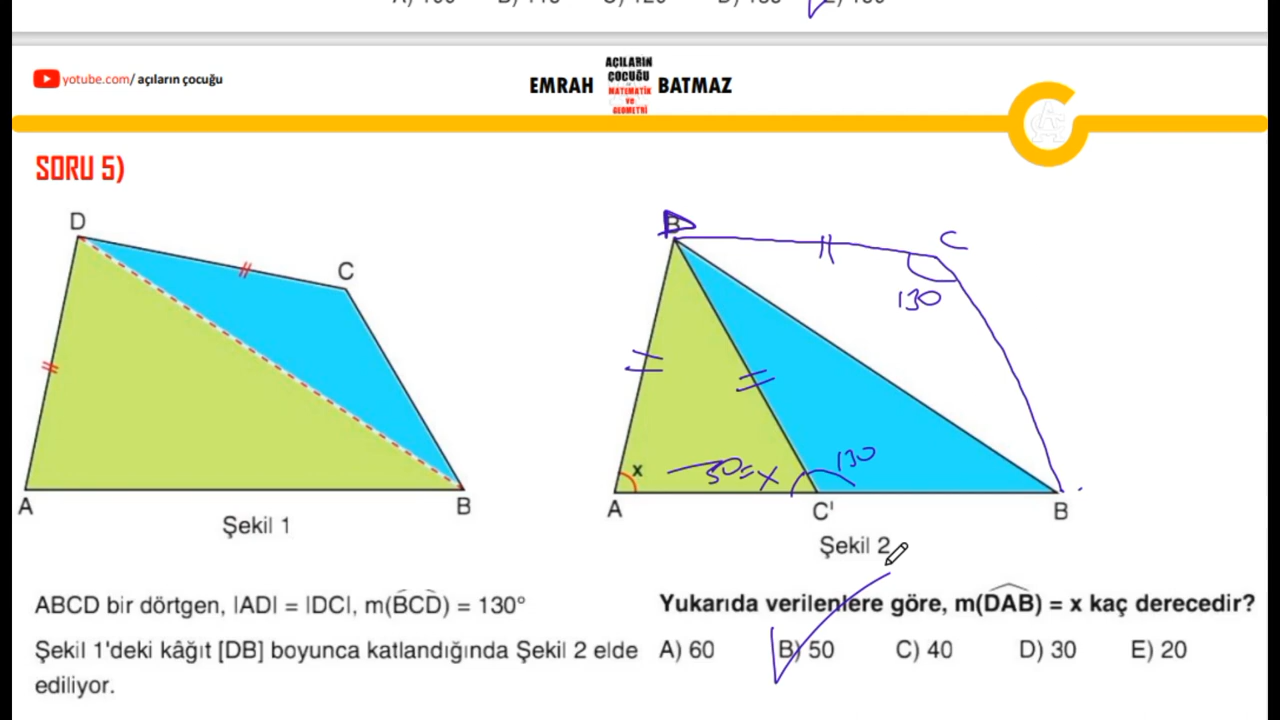 yotube.com/ açıların çocuğu
EMRAH
AÇILARIN
ÇOCUĞU
MATEMATİK
ve
GEOMETRİ
BATMAZ
SORU 5)
D
C
A
B
Şekil 1
D
C
130
x
50=x
130
A
C'
B
Şekil 2
ABCD bir dörtgen, |AD| = |DC|, m(BCD) = 130°
Şekil 1'deki kâğıt [DB] boyunca katlandığında Şekil 2 elde
ediliyor.
Yukarıda verilenlere göre, m(DAB) = x kaç derecedir?
A) 60 B) 50 C) 40 D) 30 E) 20